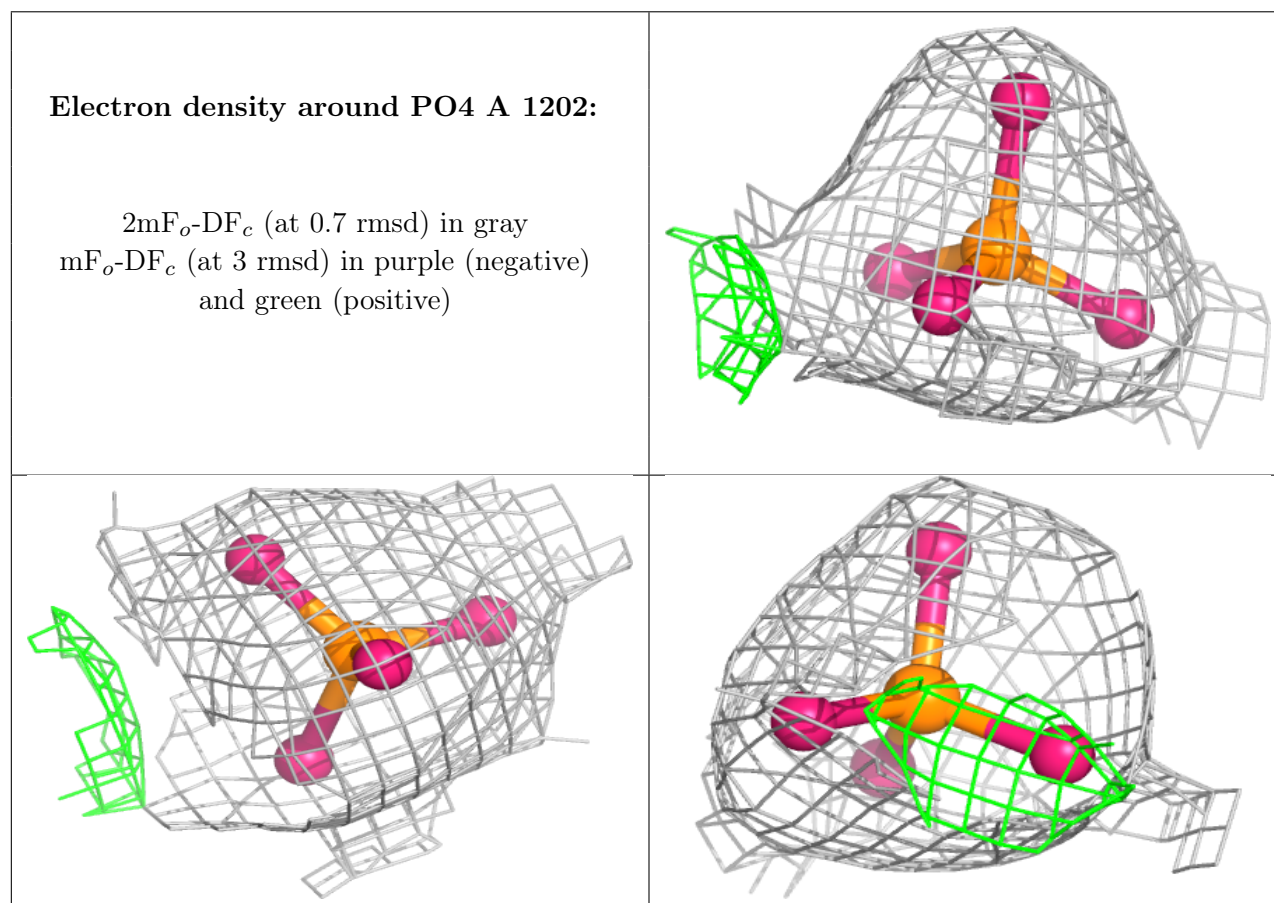 Electron density around PO4 A 1202:
2mFₒ-DF𝒸 (at 0.7 rmsd) in gray
mFₒ-DF𝒸 (at 3 rmsd) in purple (negative)
and green (positive)